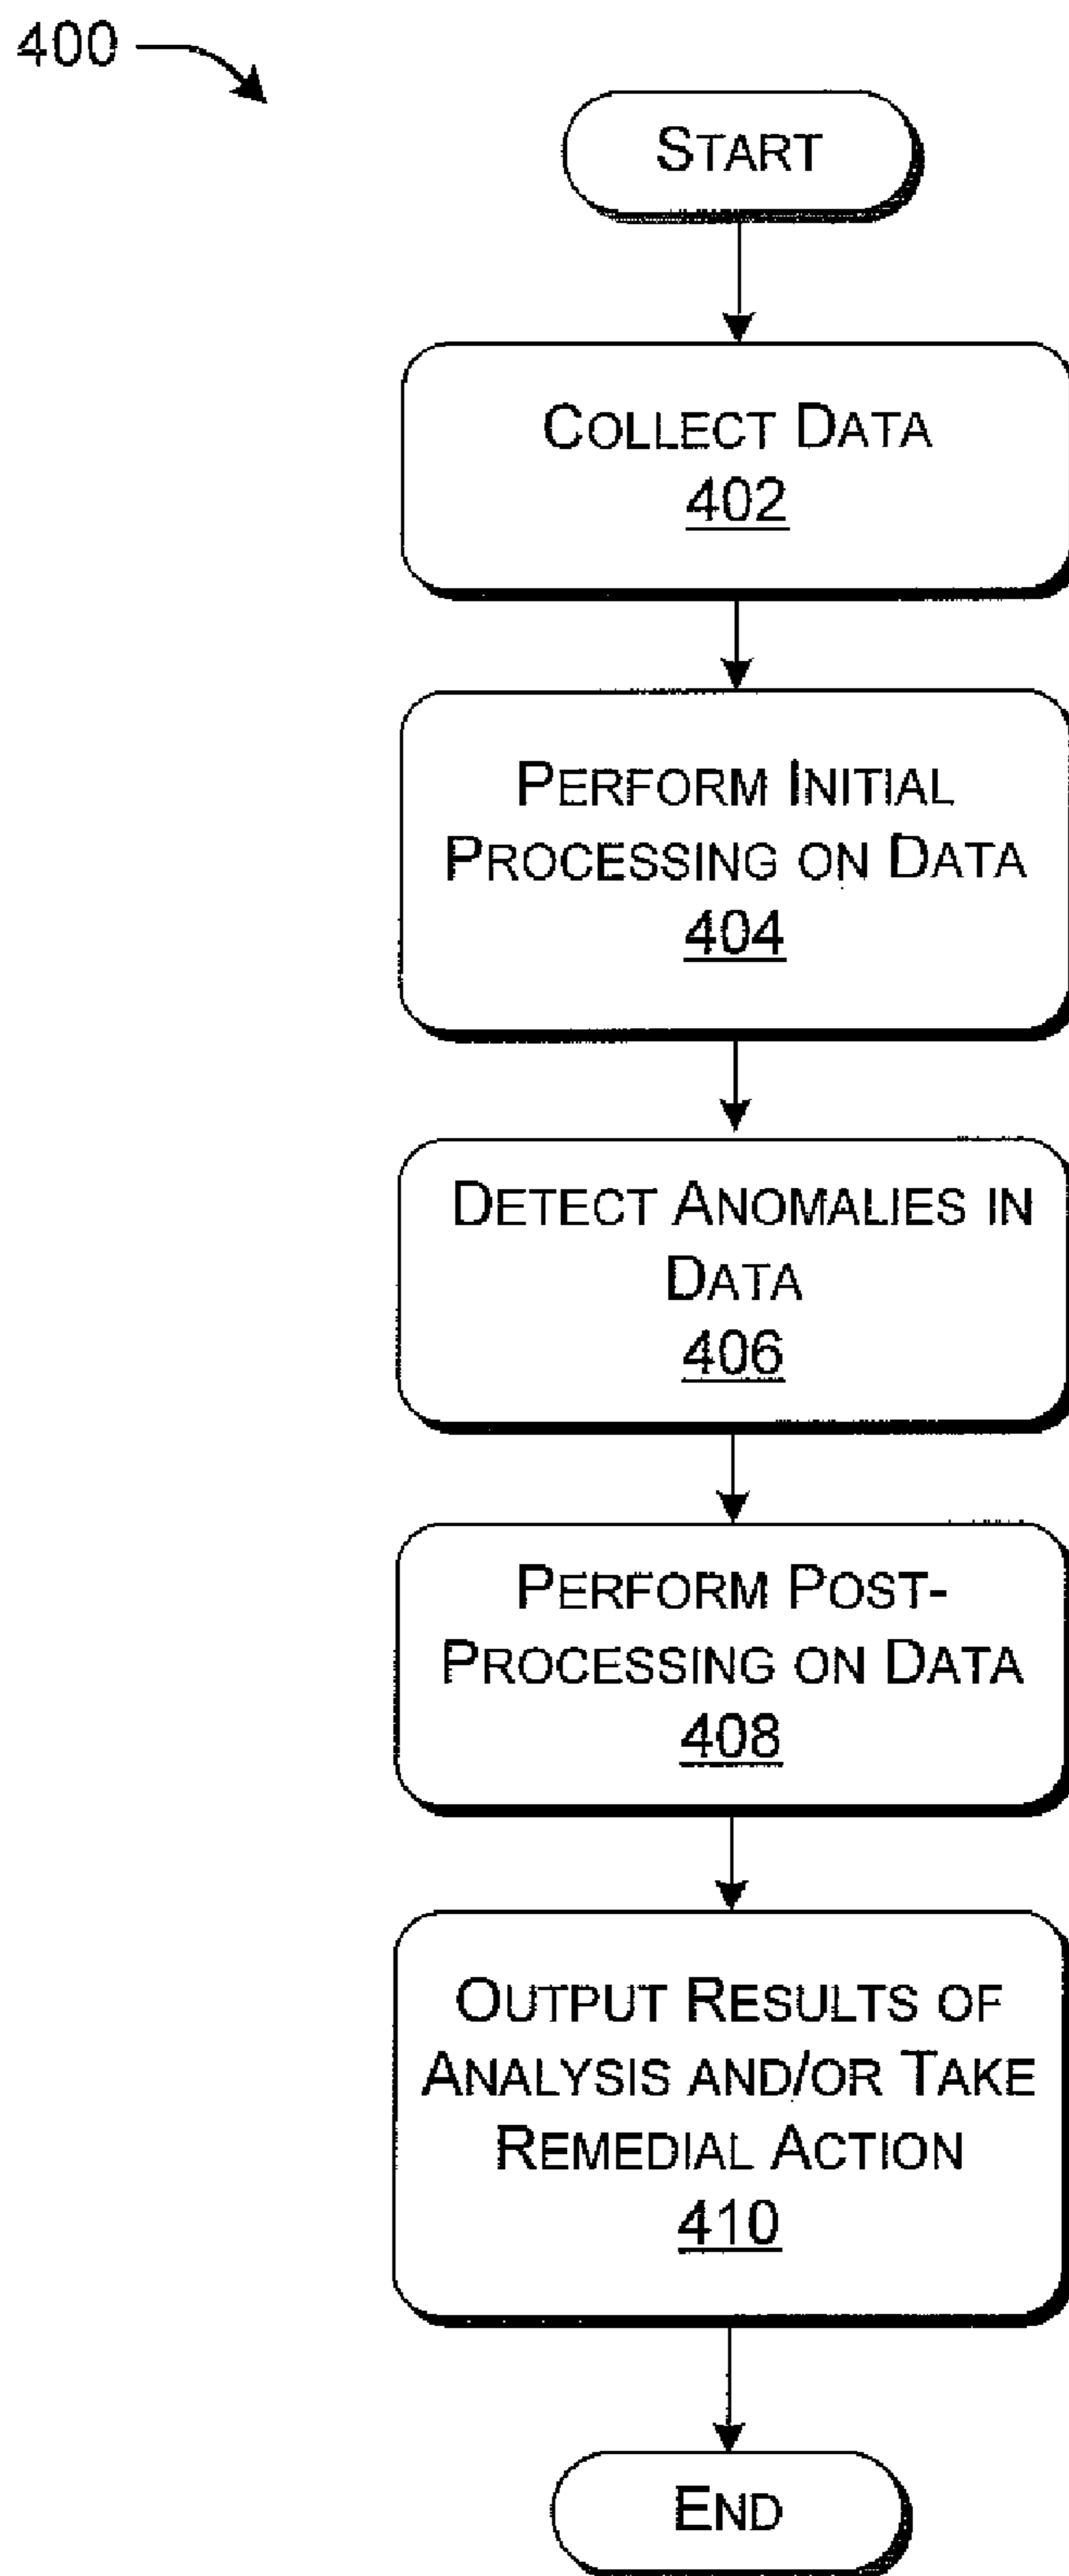 400
START
COLLECT DATA
402
PERFORM INITIAL
PROCESSING ON DATA
404
DETECT ANOMALIES IN
DATA
406
PERFORM POST-
PROCESSING ON DATA
408
OUTPUT RESULTS OF
ANALYSIS AND/OR TAKE
REMEDIAL ACTION
410
END